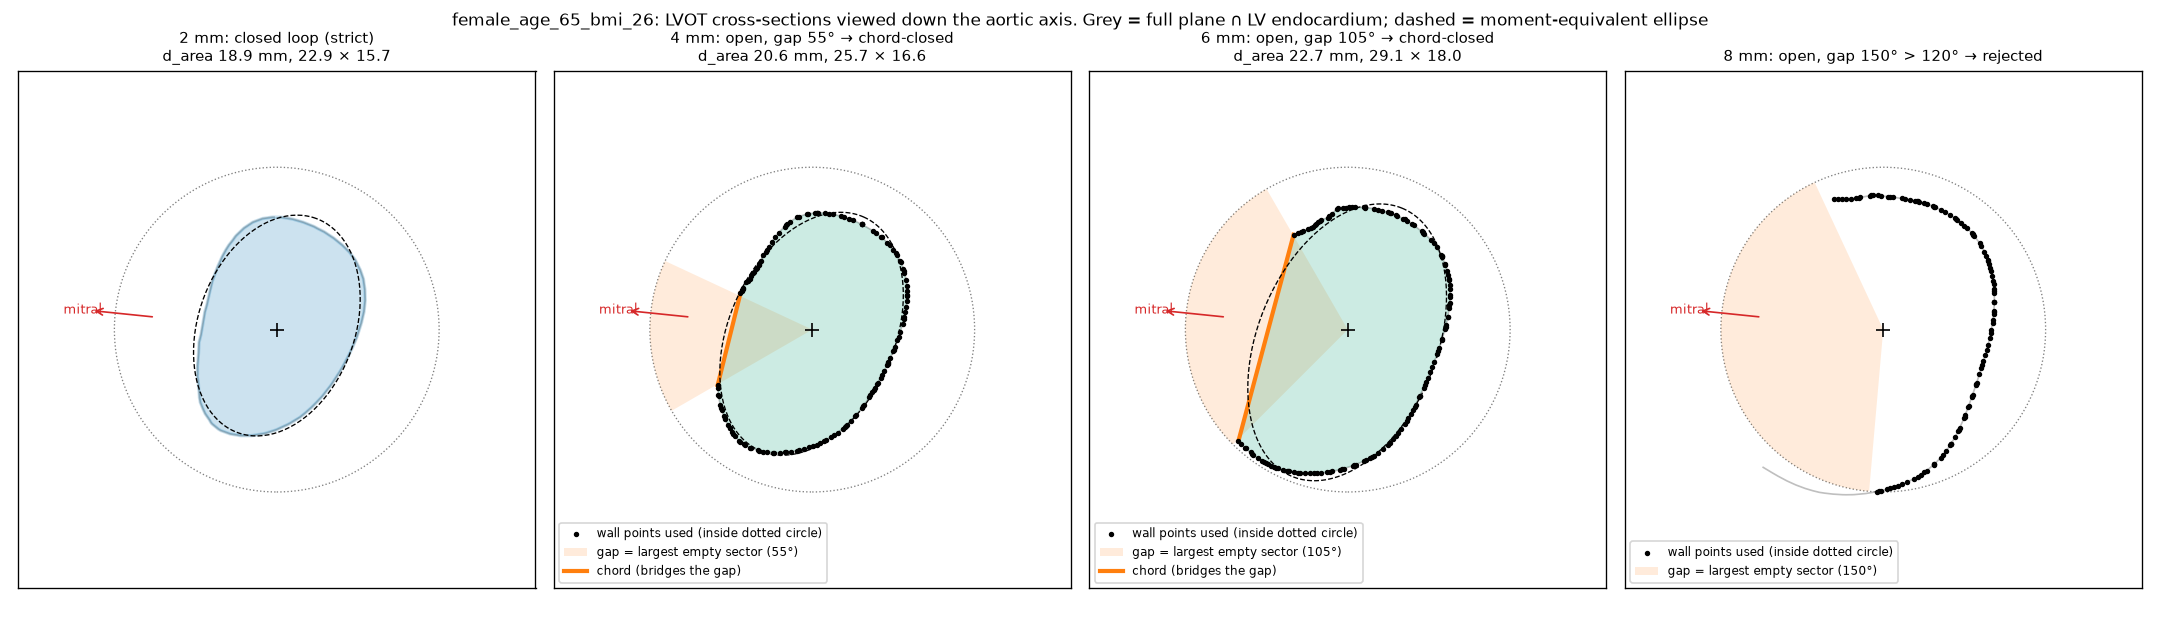 female_age_65_bmi_26: LVOT cross-sections viewed down the aortic axis. Grey = full plane ∩ LV endocardium; dashed = moment-equivalent ellipse
2 mm: closed loop (strict)
d_area 18.9 mm, 22.9 × 15.7
mitral
4 mm: open, gap 55° → chord-closed
d_area 20.6 mm, 25.7 × 16.6
mitral
wall points used (inside dotted circle)
gap = largest empty sector (55°)
chord (bridges the gap)
6 mm: open, gap 105° → chord-closed
d_area 22.7 mm, 29.1 × 18.0
mitral
wall points used (inside dotted circle)
gap = largest empty sector (105°)
chord (bridges the gap)
8 mm: open, gap 150° > 120° → rejected
mitral
wall points used (inside dotted circle)
gap = largest empty sector (150°)